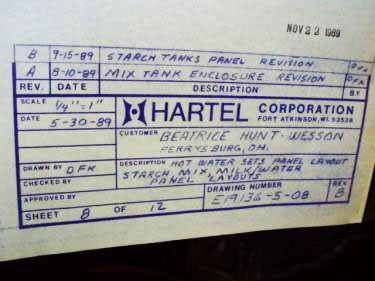 NOV 22 1989
B 9-15-89 STARCH TANKS PANEL REVISION DFK
A 8-10-89 MIX TANK ENCLOSURE REVISION DFK
REV. DATE DESCRIPTION BY
SCALE 1/4"=1"
HARTEL CORPORATION
FORT ATKINSON, WI. 53538
DATE 5-30-89
CUSTOMER BEATRICE HUNT-WESSON
PERRYSBURG, OH.
DRAWN BY DFK
DESCRIPTION HOT WATER SETS PANEL LAYOUT
STARCH, MIX, MILK/WATER
PANEL LAYOUTS
CHECKED BY
APPROVED BY
DRAWING NUMBER E19136-5-08
REV. B
SHEET 8 OF 12